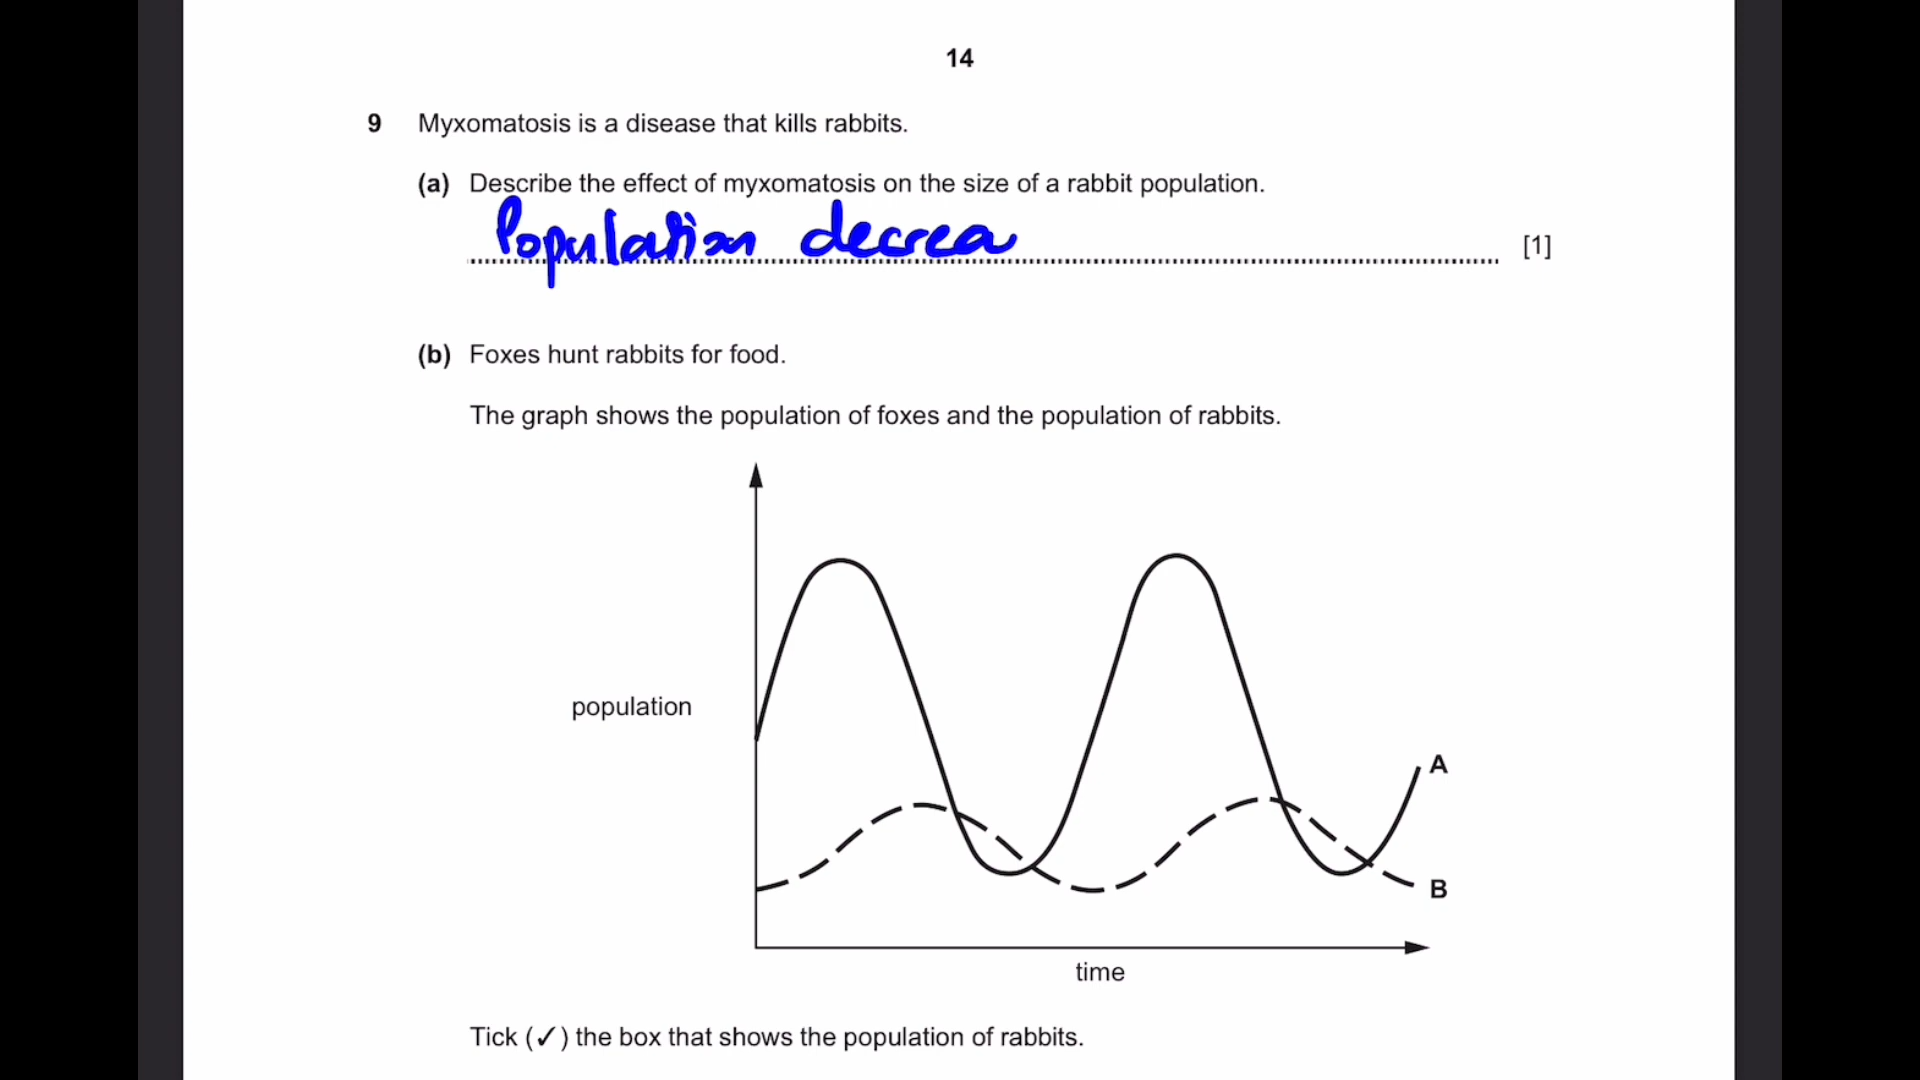 14
9 Myxomatosis is a disease that kills rabbits.
(a) Describe the effect of myxomatosis on the size of a rabbit population.
Population decrea
[1]
(b) Foxes hunt rabbits for food.
The graph shows the population of foxes and the population of rabbits.
population
A
B
time
Tick (✓) the box that shows the population of rabbits.